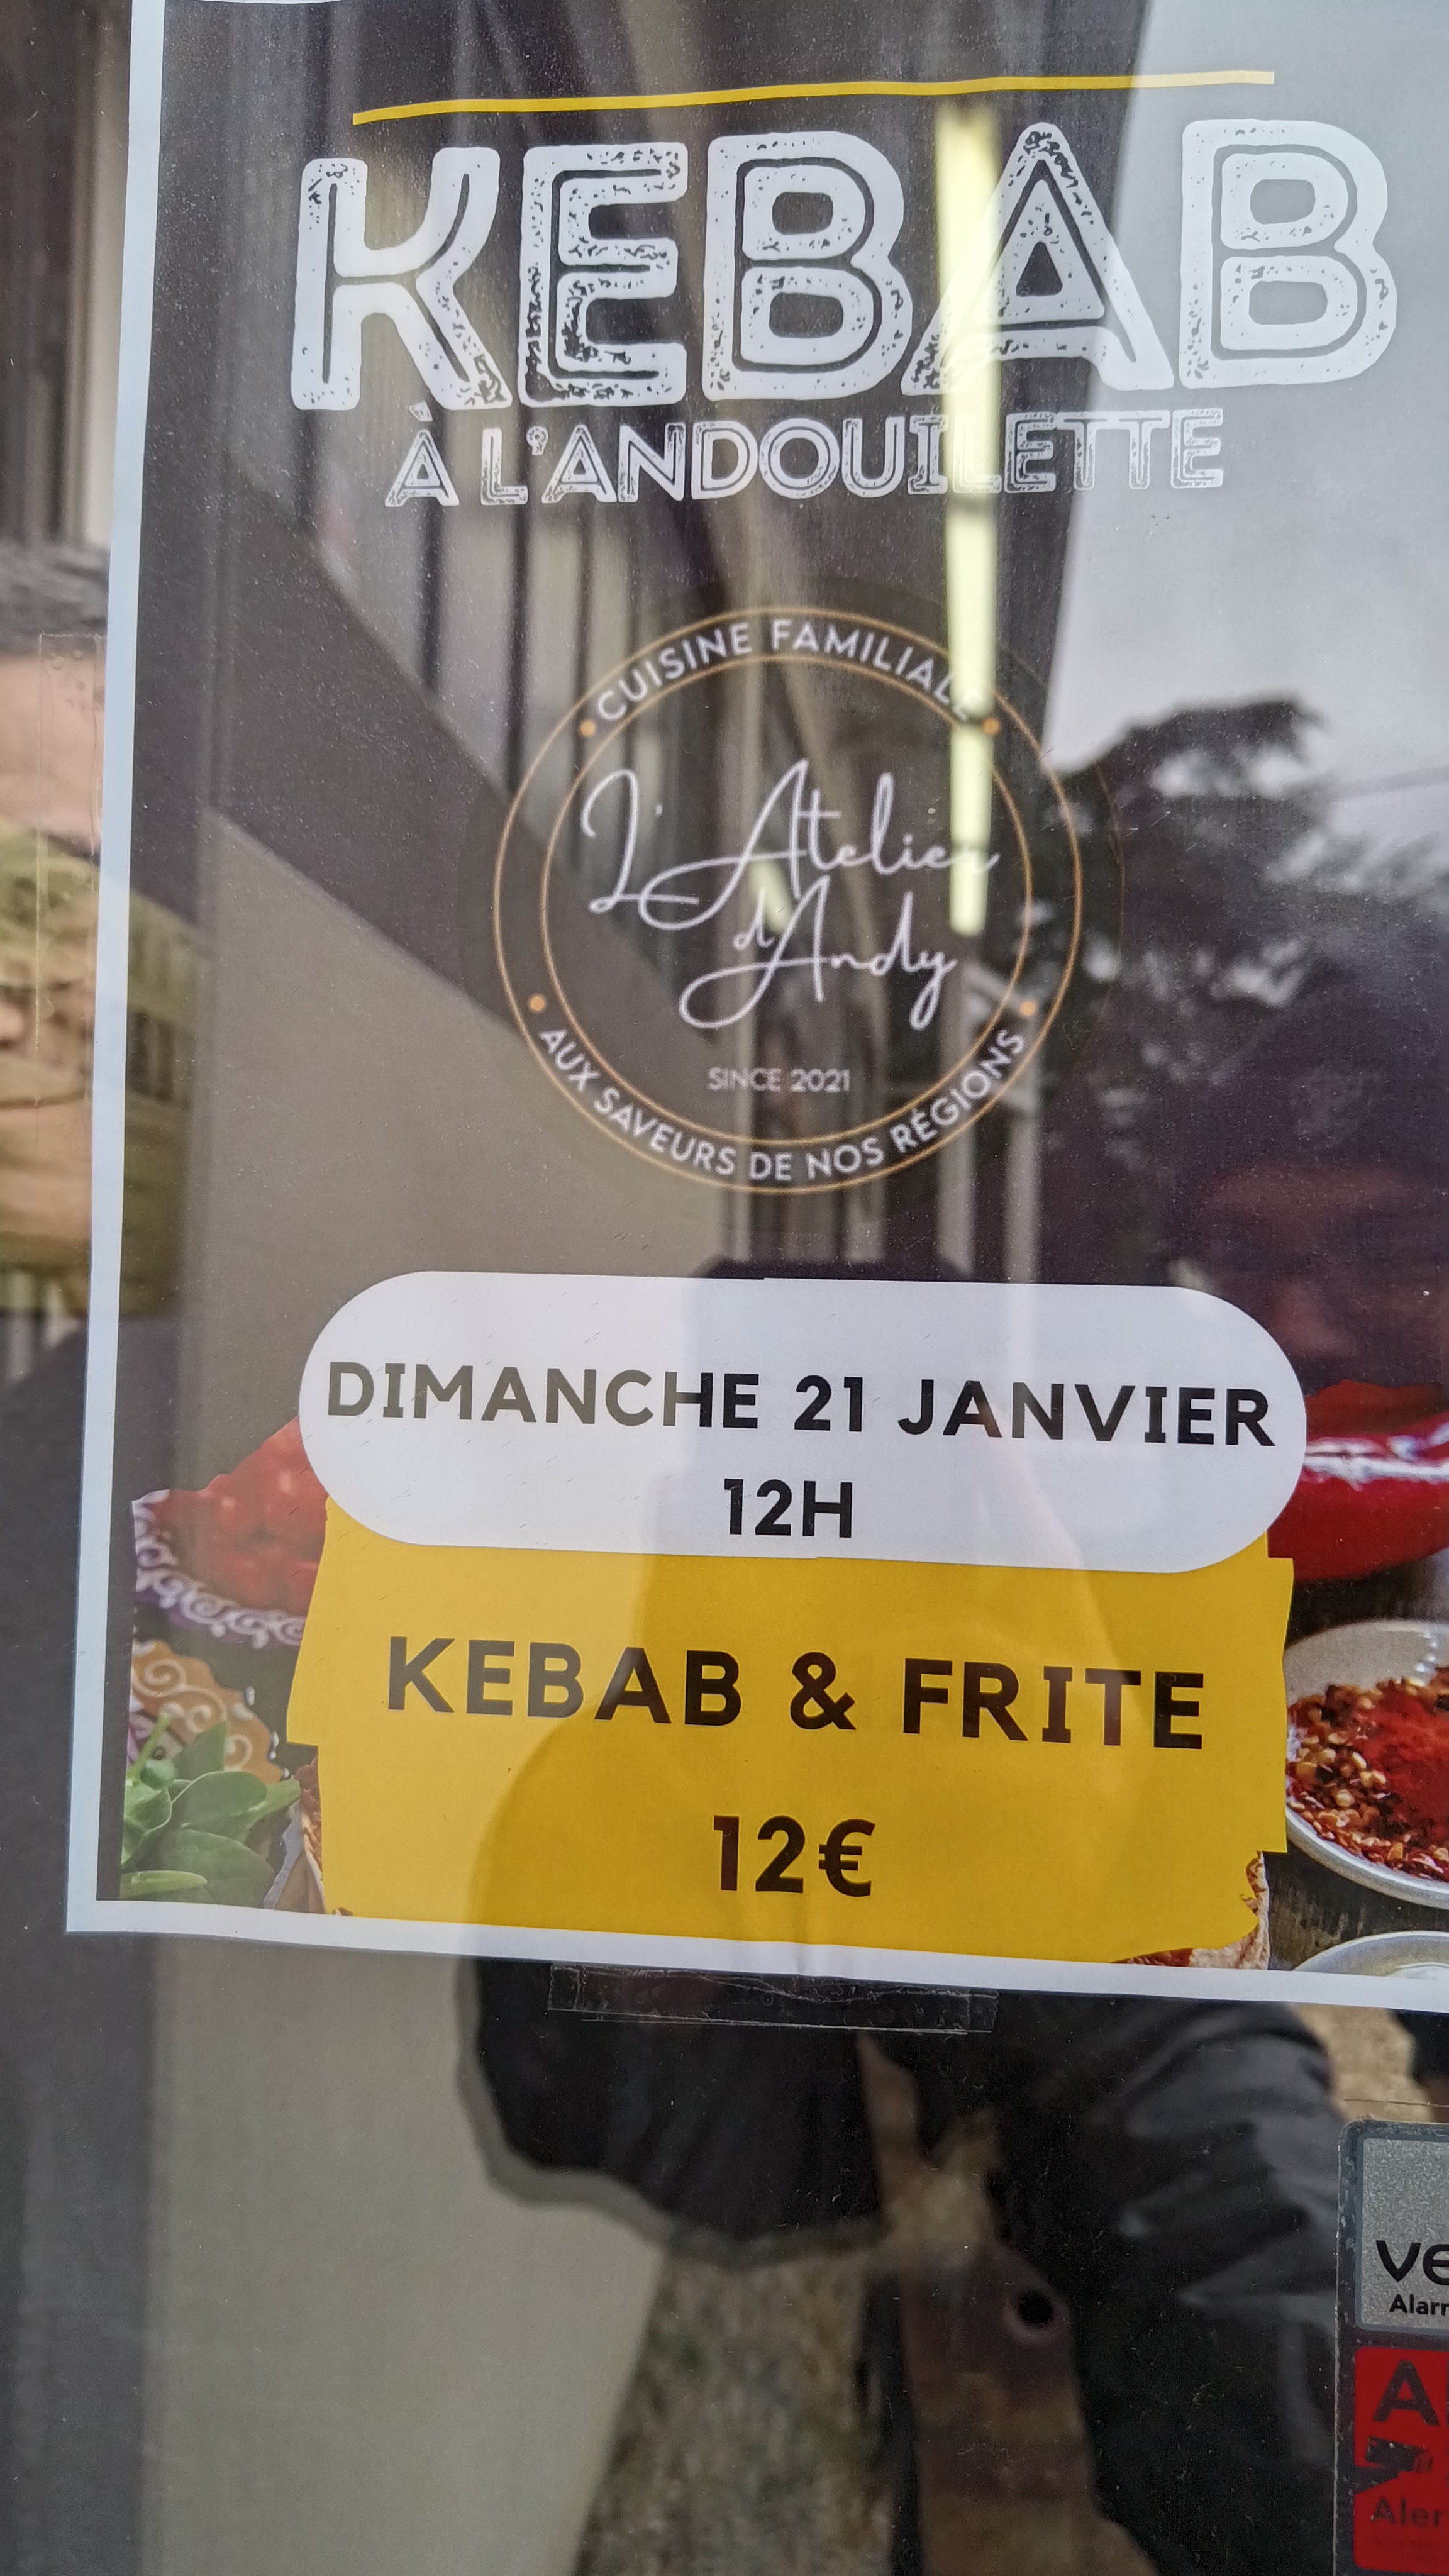 KEBAB
À L'ANDOUILETTE
CUISINE FAMILIALE
L'Atelier
d'Andy
SINCE 2021
AUX SAVEURS DE NOS RÉGIONS
DIMANCHE 21 JANVIER
12H
KEBAB & FRITE
12€